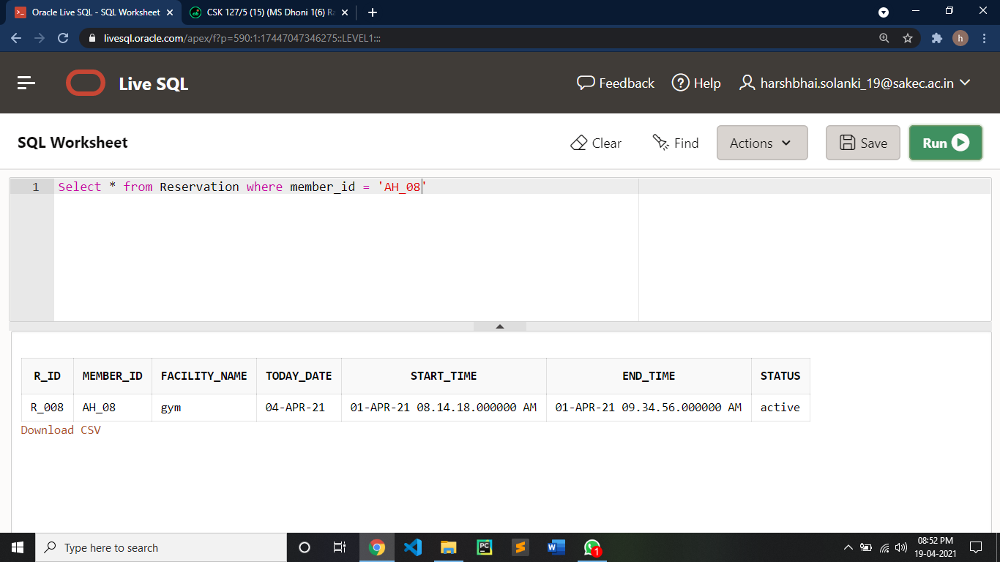 Oracle Live SQL - SQL Worksheet
CSK 127/5 (15) (MS Dhoni 1(6) Ra
livesql.oracle.com/apex/f?p=590:1:17447047346275::LEVEL1:::
h
Live SQL
Feedback
Help
harshbhai.solanki_19@sakec.ac.in
SQL Worksheet
Clear
Find
Actions
Save
Run
1 Select * from Reservation where member_id = 'AH_08'
R_ID MEMBER_ID FACILITY_NAME TODAY_DATE START_TIME END_TIME STATUS
R_008 AH_08 gym 04-APR-21 01-APR-21 08.14.18.000000 AM 01-APR-21 09.34.56.000000 AM active
Download CSV
Type here to search
PC
W
1
08:52 PM
19-04-2021